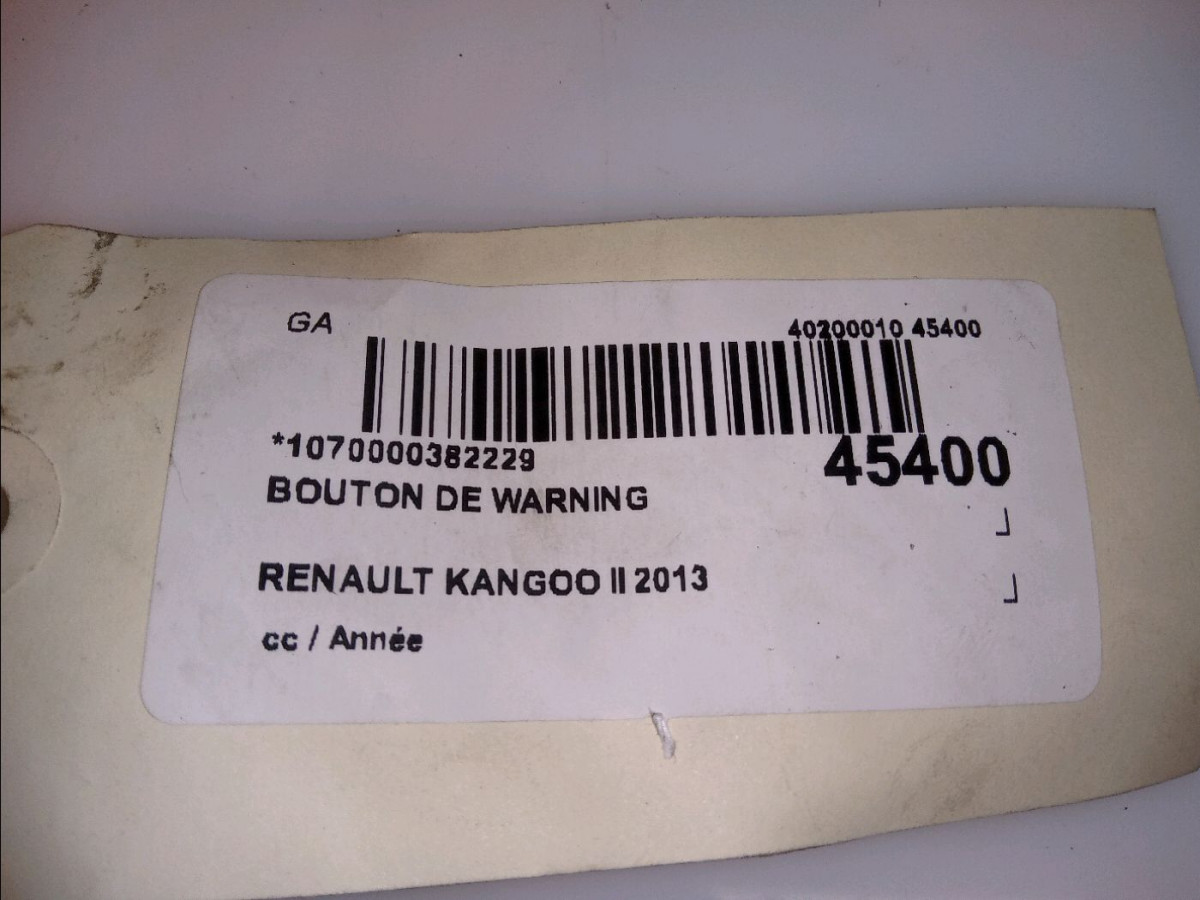 GA
40200010 45400
*1070000382229
45400
BOUTON DE WARNING
RENAULT KANGOO II 2013
cc / Année